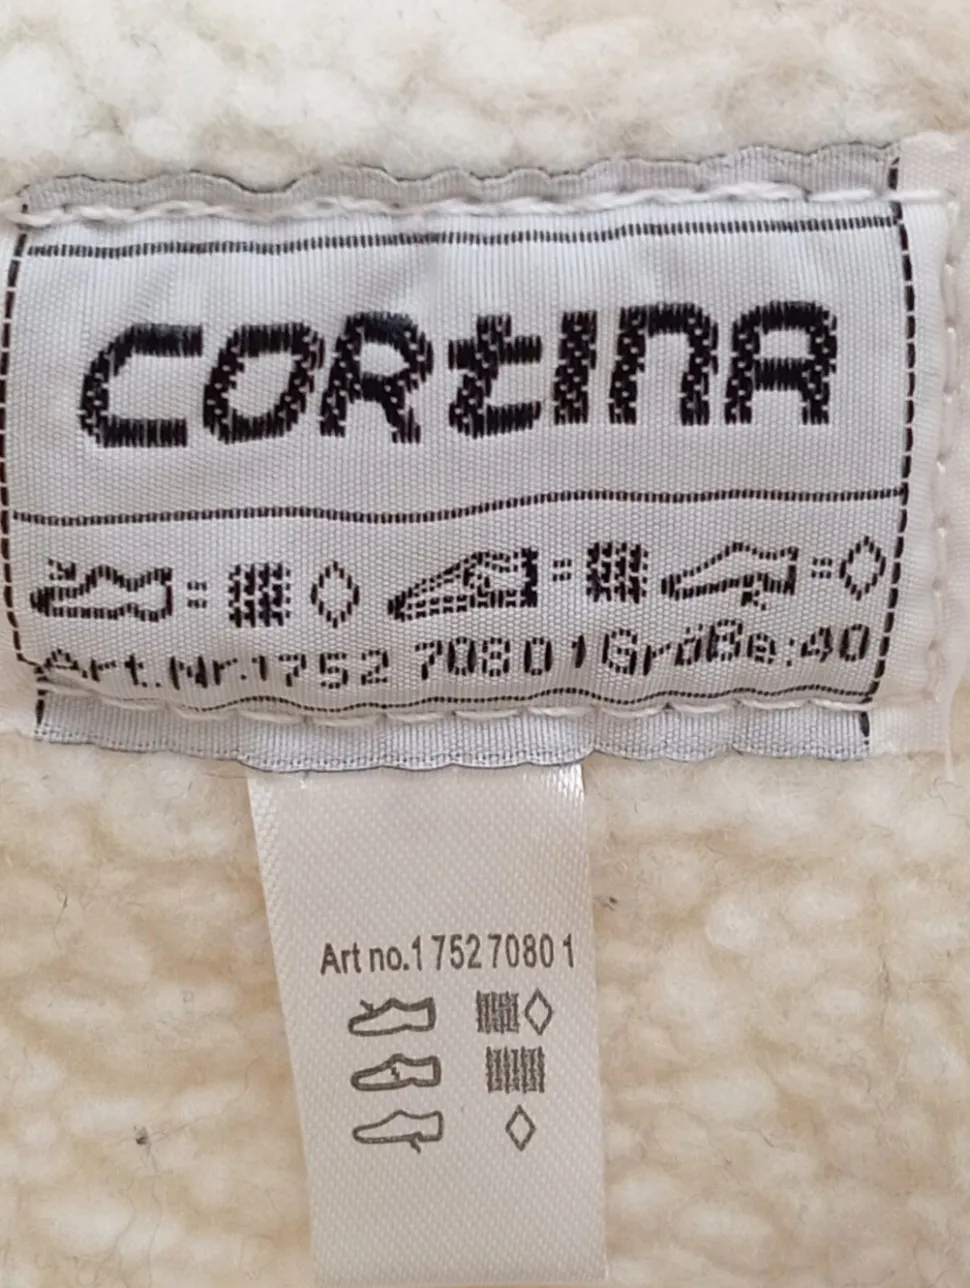 CORtINA
Art.Nr.1752 70801 Größe:40
Art no.1 752 7080 1